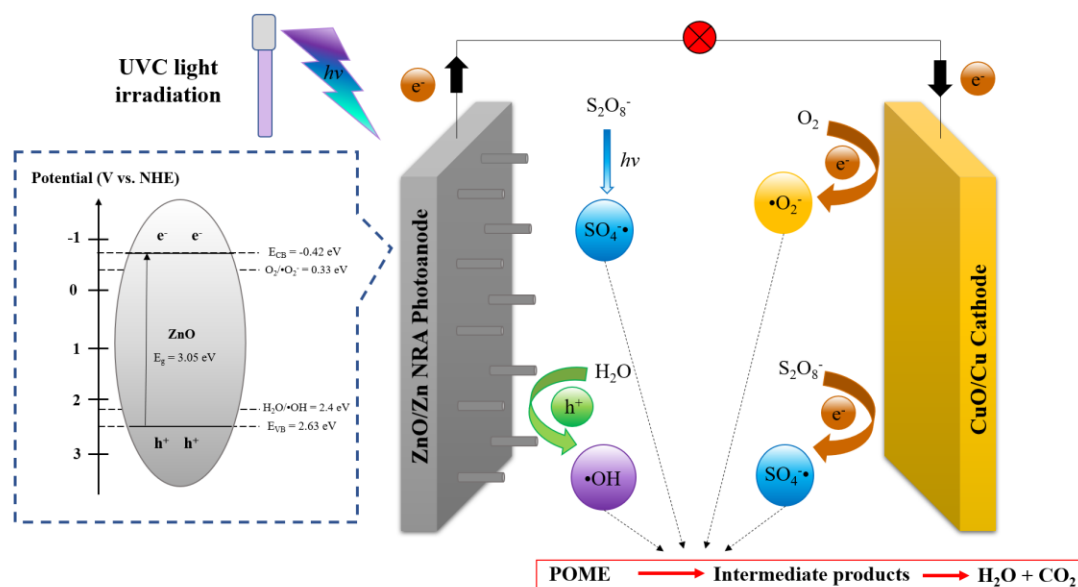 UVC light
irradiation
hν
e-
e-
Potential (V vs. NHE)
-1
0
1
2
3
e- e-
ZnO
Eg = 3.05 eV
h+ h+
ECB = -0.42 eV
O2/•O2- = 0.33 eV
H2O/•OH = 2.4 eV
EVB = 2.63 eV
ZnO/Zn NRA Photoanode
S2O8-
hν
SO4-•
H2O
h+
•OH
O2
e-
•O2-
S2O8-
e-
SO4-•
CuO/Cu Cathode
POME Intermediate products H2O + CO2